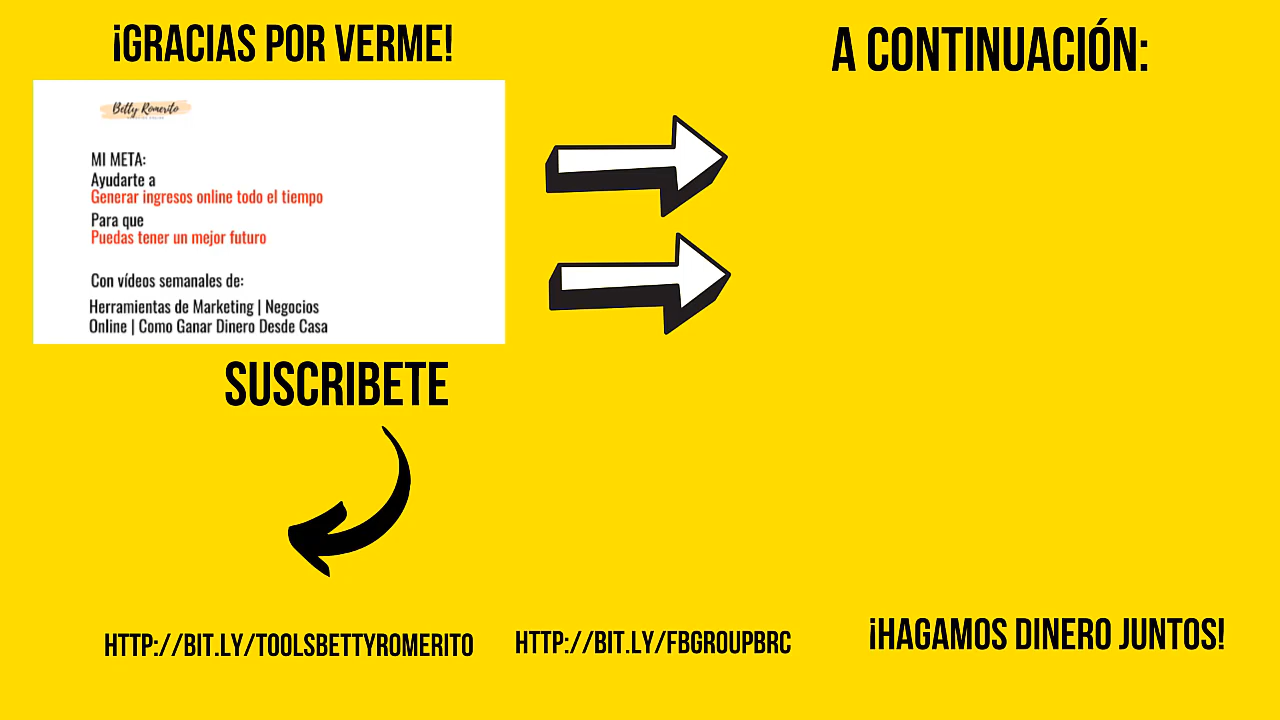 ¡GRACIAS POR VERME!
A CONTINUACIÓN:
Betty Romerito
MI META:
Ayudarte a
Generar ingresos online todo el tiempo
Para que
Puedas tener un mejor futuro
Con vídeos semanales de:
Herramientas de Marketing | Negocios
Online | Como Ganar Dinero Desde Casa
SUSCRIBETE
HTTP://BIT.LY/TOOLSBETTYROMERITO
HTTP://BIT.LY/FBGROUPBRC
¡HAGAMOS DINERO JUNTOS!